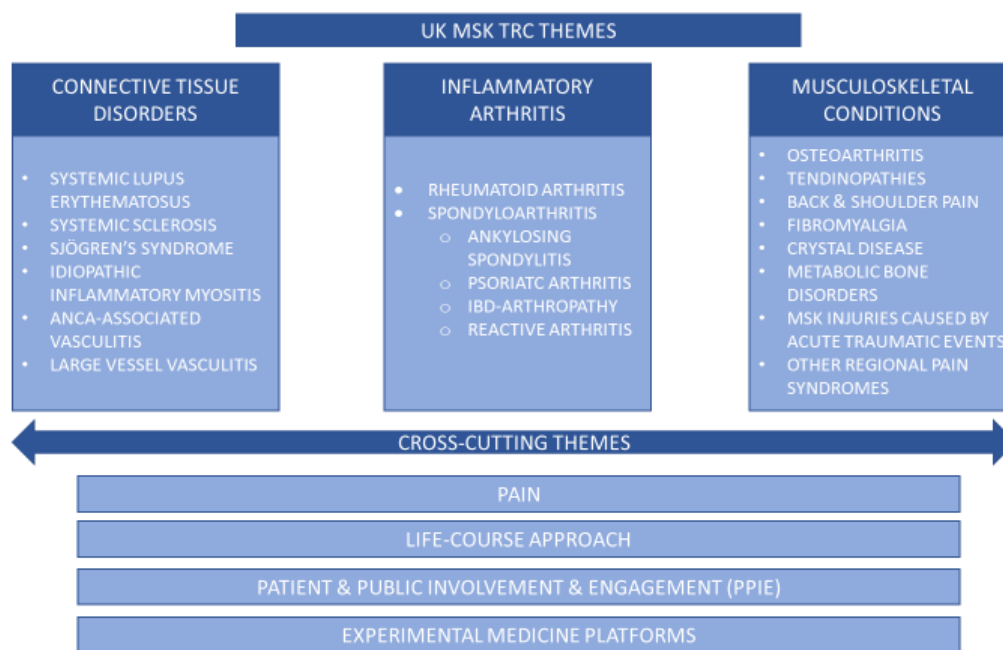 UK MSK TRC THEMES
CONNECTIVE TISSUE
DISORDERS
• SYSTEMIC LUPUS
ERYTHEMATOSUS
• SYSTEMIC SCLEROSIS
• SJÖGREN'S SYNDROME
• IDIOPATHIC
INFLAMMATORY MYOSITIS
• ANCA-ASSOCIATED
VASCULITIS
• LARGE VESSEL VASCULITIS
INFLAMMATORY
ARTHRITIS
• RHEUMATOID ARTHRITIS
• SPONDYLOARTHRITIS
○ ANKYLOSING
SPONDYLITIS
○ PSORIATC ARTHRITIS
○ IBD-ARTHROPATHY
○ REACTIVE ARTHRITIS
MUSCULOSKELETAL
CONDITIONS
• OSTEOARTHRITIS
• TENDINOPATHIES
• BACK & SHOULDER PAIN
• FIBROMYALGIA
• CRYSTAL DISEASE
• METABOLIC BONE
DISORDERS
• MSK INJURIES CAUSED BY
ACUTE TRAUMATIC EVENTS
• OTHER REGIONAL PAIN
SYNDROMES
CROSS-CUTTING THEMES
PAIN
LIFE-COURSE APPROACH
PATIENT & PUBLIC INVOLVEMENT & ENGAGEMENT (PPIE)
EXPERIMENTAL MEDICINE PLATFORMS